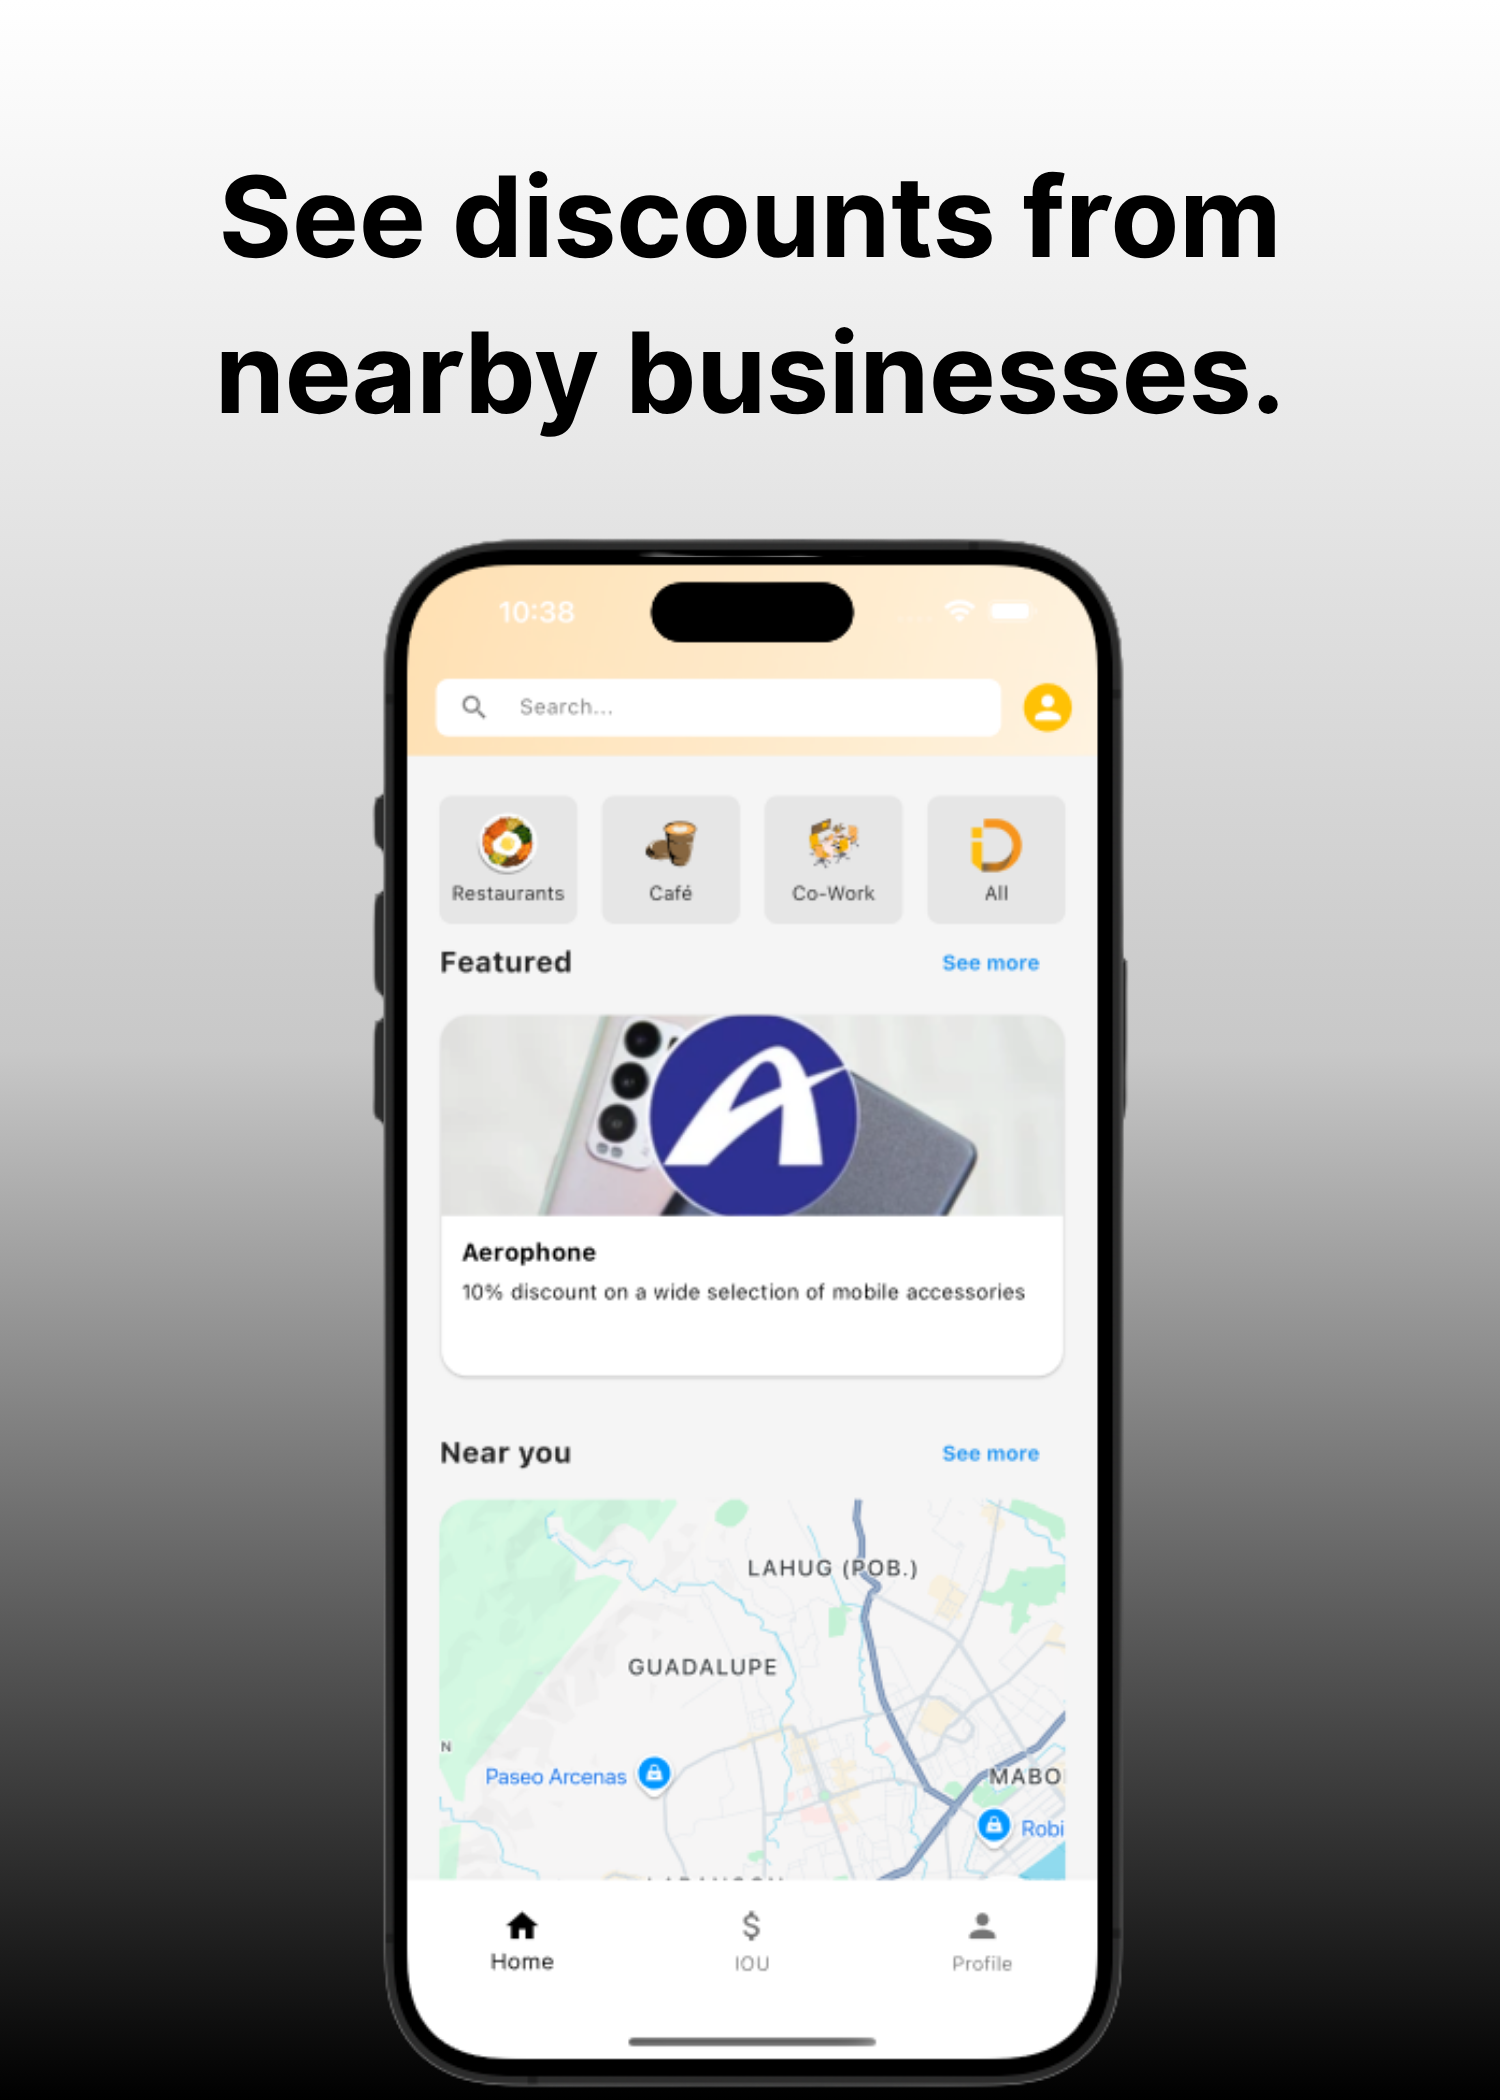 See discounts from
nearby businesses.
10:38
Search...
Restaurants
Café
Co-Work
All
Featured
See more
Aerophone
10% discount on a wide selection of mobile accessories
Near you
See more
LAHUG (POB.)
GUADALUPE
N
Paseo Arcenas
MABO
Robi
Home
IOU
Profile